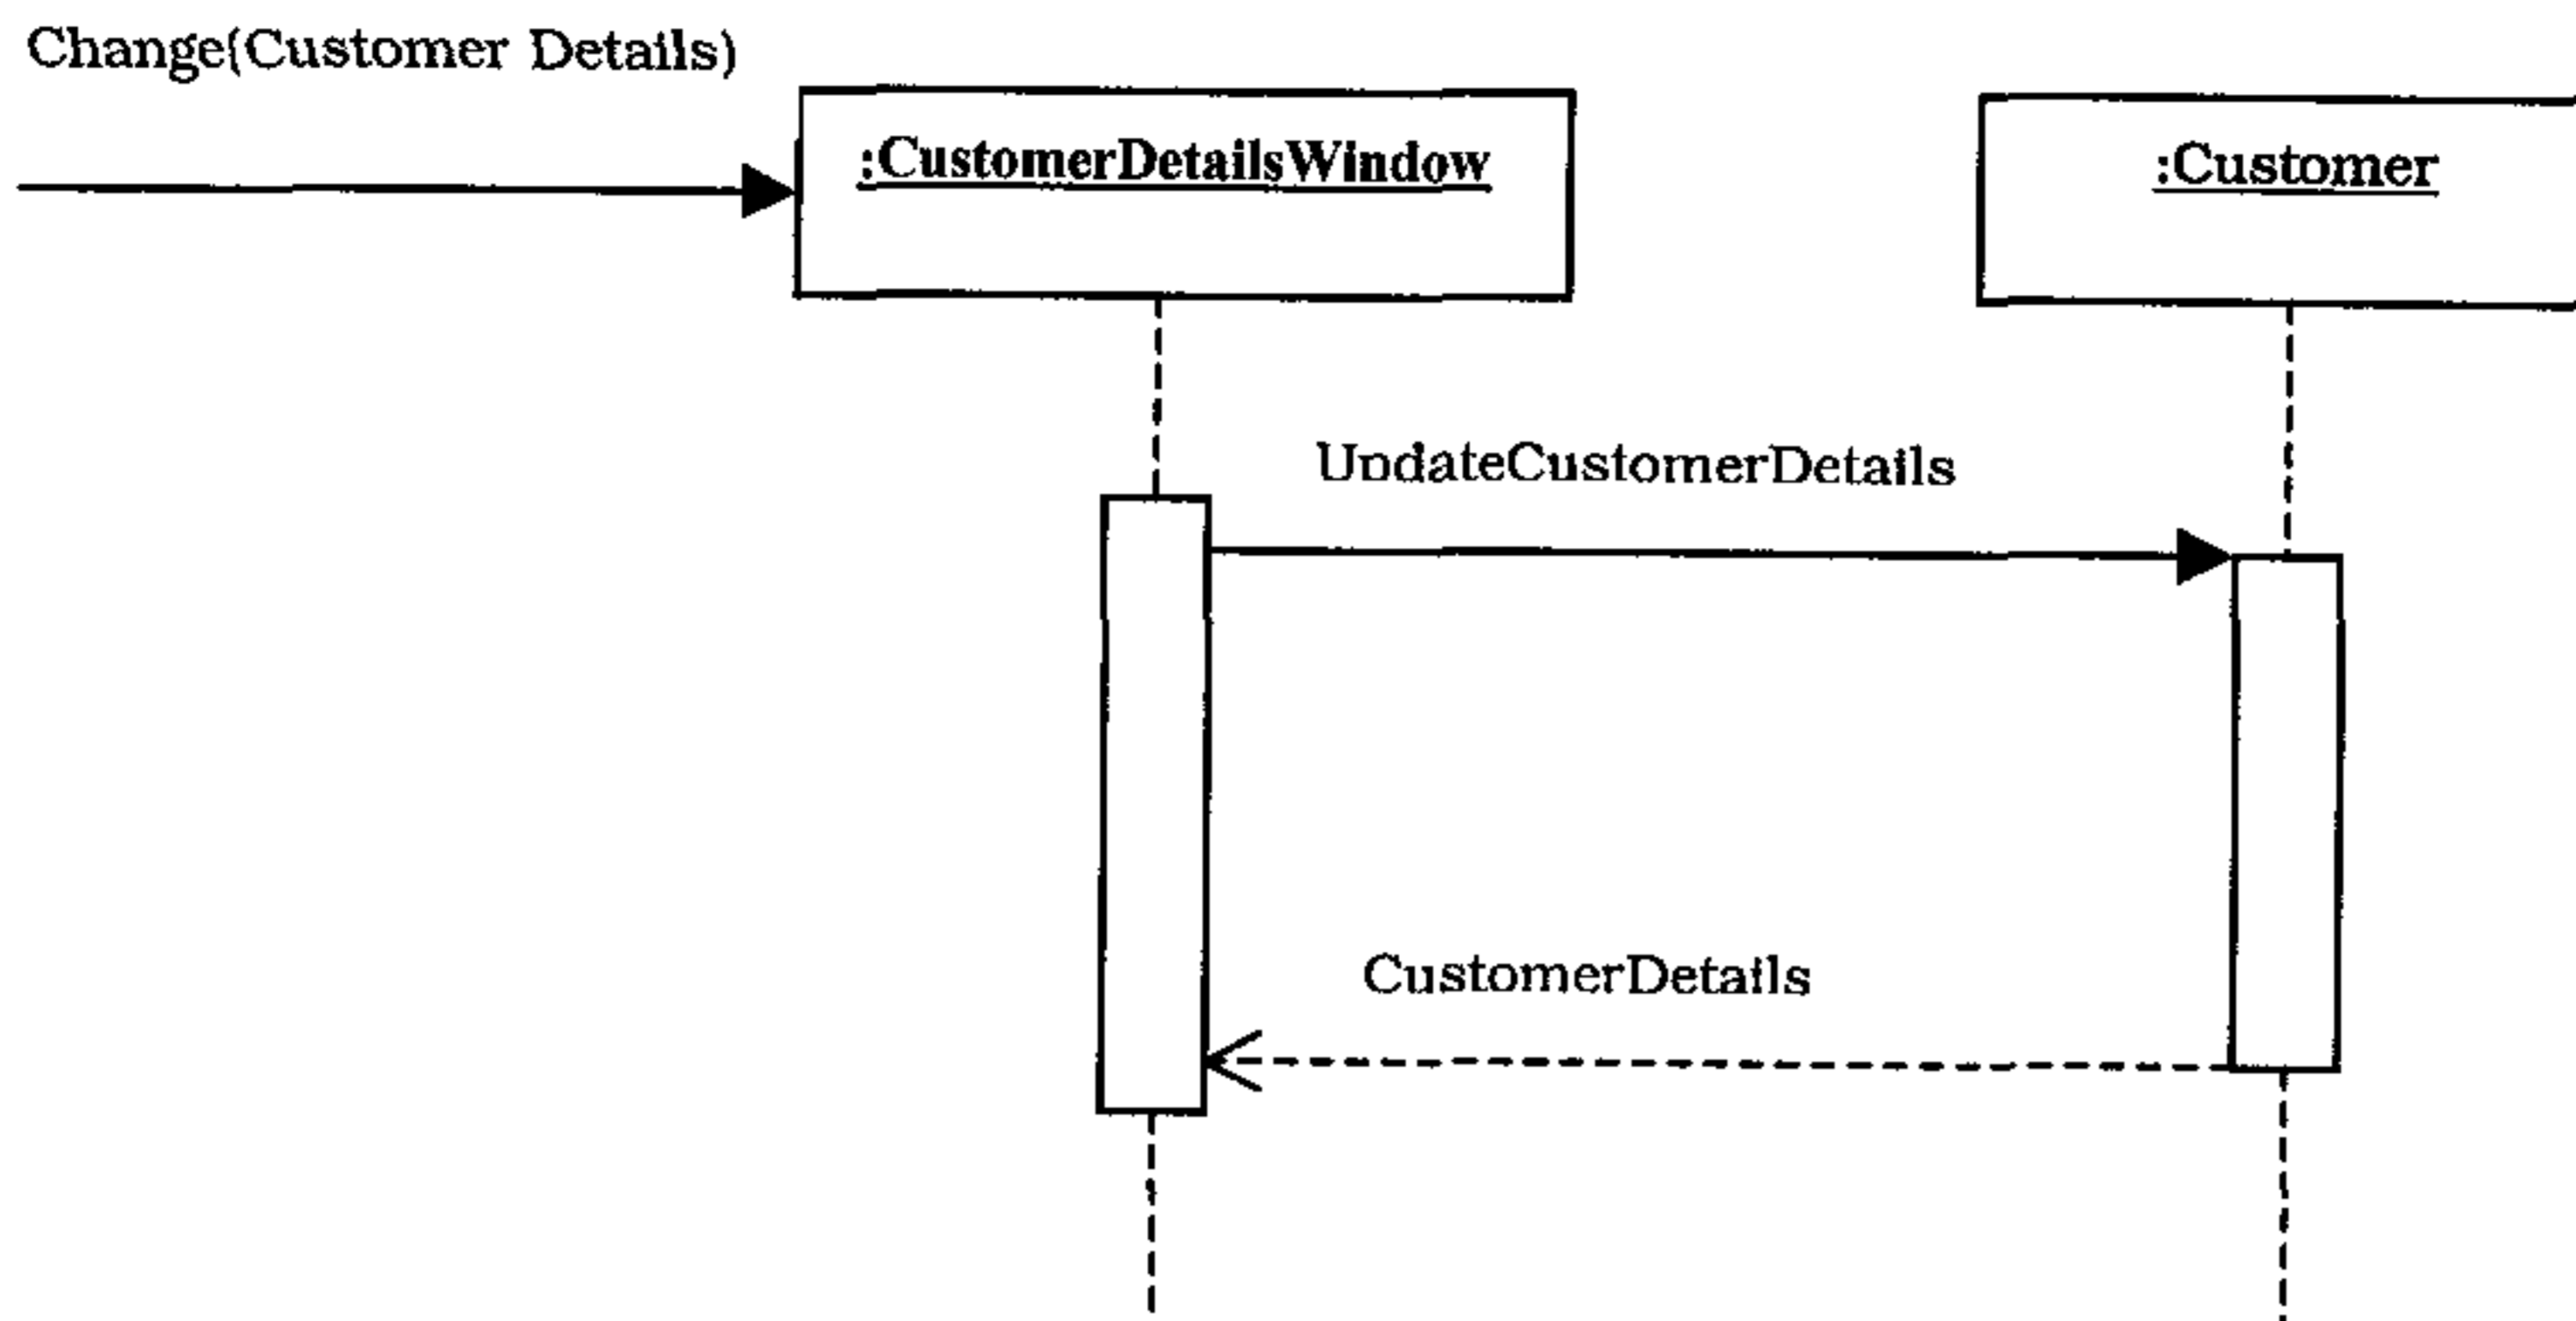 Change(Customer Details)
:CustomerDetailsWindow
:Customer
UpdateCustomerDetails
CustomerDetails